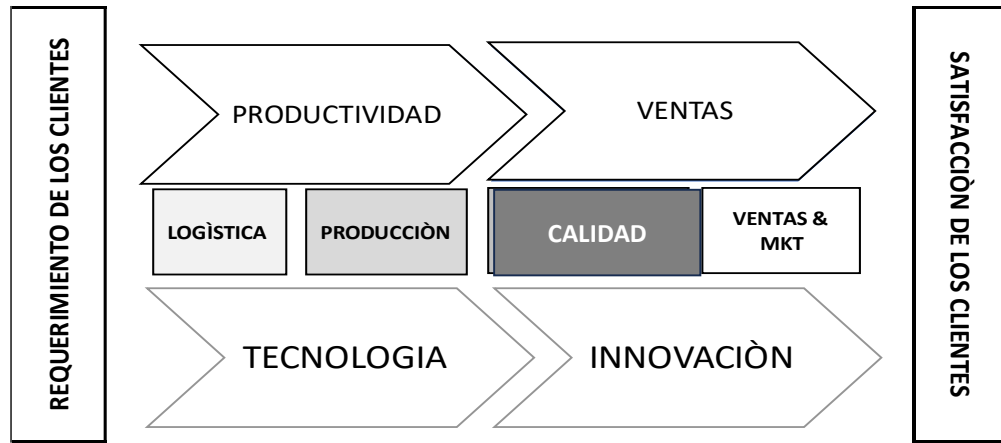 REQUERIMIENTO DE LOS CLIENTES
PRODUCTIVIDAD
VENTAS
LOGÌSTICA
PRODUCCIÒN
CALIDAD
VENTAS &
MKT
TECNOLOGIA
INNOVACIÒN
SATISFACCIÒN DE LOS CLIENTES